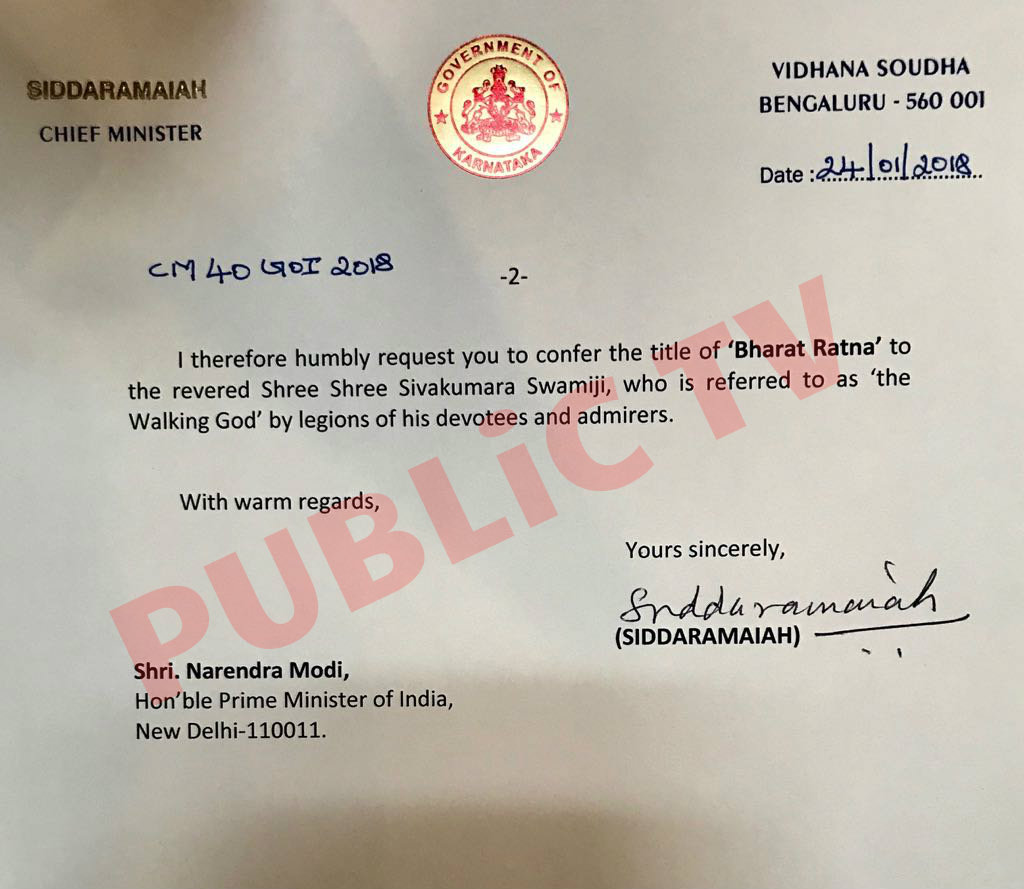 SIDDARAMAIAH
CHIEF MINISTER
GOVERNMENT OF
KARNATAKA
VIDHANA SOUDHA
BENGALURU - 560 001
Date : 24/01/2018
CM 40 GOI 2018
-2-
I therefore humbly request you to confer the title of ‘Bharat Ratna’ to
the revered Shree Shree Sivakumara Swamiji, who is referred to as ‘the
Walking God’ by legions of his devotees and admirers.
With warm regards,
Yours sincerely,
Siddaramaiah
(SIDDARAMAIAH)
Shri. Narendra Modi,
Hon’ble Prime Minister of India,
New Delhi-110011.
PUBLiC TV